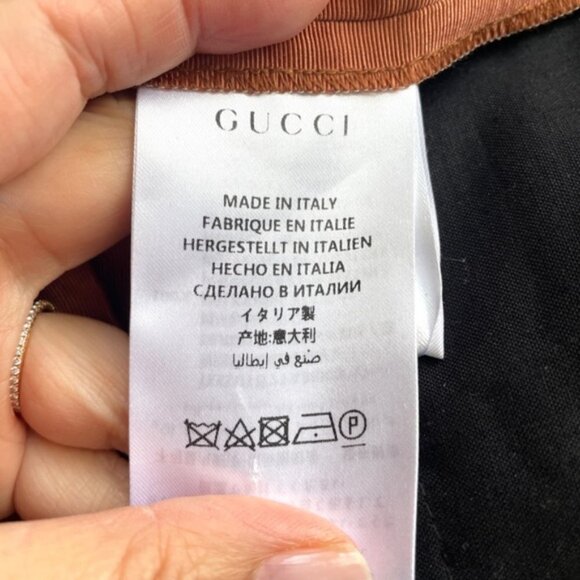 GUCCI
MADE IN ITALY
FABRIQUE EN ITALIE
HERGESTELLT IN ITALIEN
HECHO EN ITALIA
СДЕЛАНО В ИТАЛИИ
イタリア製
产地:意大利
صنع في إيطاليا
P